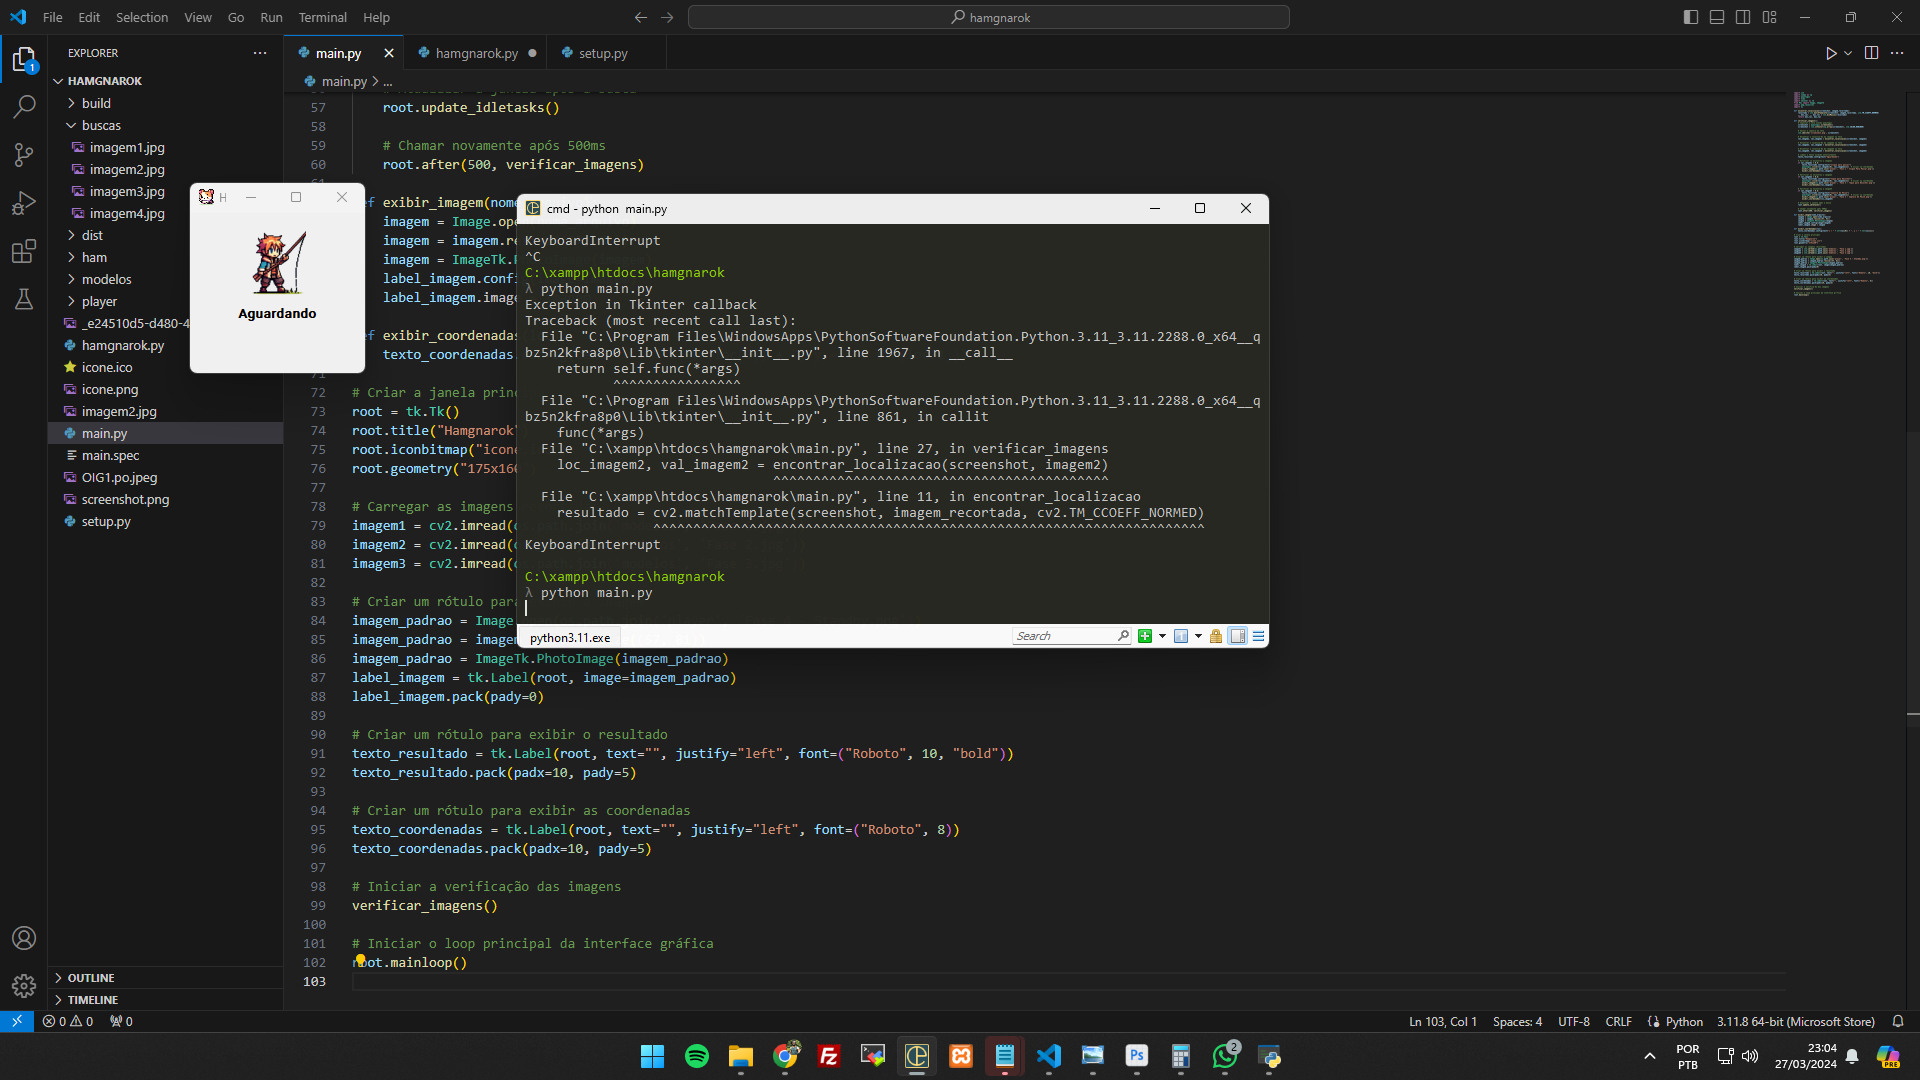 File Edit Selection View Go Run Terminal Help
hamgnarok
EXPLORER
HAMGNAROK
build
buscas
imagem1.jpg
imagem2.jpg
imagem3.jpg
imagem4.jpg
dist
ham
modelos
player
_e24510d5-d480-4
hamgnarok.py
icone.ico
icone.png
imagem2.jpg
main.py
main.spec
OIG1.po.jpeg
screenshot.png
setup.py
OUTLINE
TIMELINE
main.py hamgnarok.py setup.py
main.py > ...
57 root.update_idletasks()
58
59 # Chamar novamente após 500ms
60 root.after(500, verificar_imagens)
ef exibir_imagem(nome
imagem = Image.ope
imagem = imagem.re
imagem = ImageTk.
label_imagem.confi
label_imagem.image
ef exibir_coordenadas
texto_coordenadas.
72 # Criar a janela princ
73 root = tk.Tk()
74 root.title("Hamgnarok
75 root.iconbitmap("icone
76 root.geometry("175x160
77
78 # Carregar as imagens
79 imagem1 = cv2.imread(
80 imagem2 = cv2.imread(
81 imagem3 = cv2.imread(
82
83 # Criar um rótulo para
84 imagem_padrao = Image
85 imagem_padrao = imagem
86 imagem_padrao = ImageTk.PhotoImage(imagem_padrao)
87 label_imagem = tk.Label(root, image=imagem_padrao)
88 label_imagem.pack(pady=0)
89
90 # Criar um rótulo para exibir o resultado
91 texto_resultado = tk.Label(root, text="", justify="left", font=("Roboto", 10, "bold"))
92 texto_resultado.pack(padx=10, pady=5)
93
94 # Criar um rótulo para exibir as coordenadas
95 texto_coordenadas = tk.Label(root, text="", justify="left", font=("Roboto", 8))
96 texto_coordenadas.pack(padx=10, pady=5)
97
98 # Iniciar a verificação das imagens
99 verificar_imagens()
100
101 # Iniciar o loop principal da interface gráfica
102 root.mainloop()
103
H
Aguardando
cmd - python main.py
KeyboardInterrupt
^C
C:\xampp\htdocs\hamgnarok
λ python main.py
Exception in Tkinter callback
Traceback (most recent call last):
File "C:\Program Files\WindowsApps\PythonSoftwareFoundation.Python.3.11_3.11.2288.0_x64__q
bz5n2kfra8p0\Lib\tkinter\__init__.py", line 1967, in __call__
return self.func(*args)
^^^^^^^^^^^^^^^^
File "C:\Program Files\WindowsApps\PythonSoftwareFoundation.Python.3.11_3.11.2288.0_x64__q
bz5n2kfra8p0\Lib\tkinter\__init__.py", line 861, in callit
func(*args)
File "C:\xampp\htdocs\hamgnarok\main.py", line 27, in verificar_imagens
loc_imagem2, val_imagem2 = encontrar_localizacao(screenshot, imagem2)
^^^^^^^^^^^^^^^^^^^^^^^^^^^^^^^^^^^^^^^^^^
File "C:\xampp\htdocs\hamgnarok\main.py", line 11, in encontrar_localizacao
resultado = cv2.matchTemplate(screenshot, imagem_recortada, cv2.TM_CCOEFF_NORMED)
^^^^^^^^^^^^^^^^^^^^^^^^^^^^^^^^^^^^^^^^^^^^^^^^^^^^^^^^^^^^^^^^^^^^^
KeyboardInterrupt
C:\xampp\htdocs\hamgnarok
λ python main.py
python3.11.exe
Search
0 0 0
Ln 103, Col 1 Spaces: 4 UTF-8 CRLF Python 3.11.8 64-bit (Microsoft Store)
POR
PTB
23:04
27/03/2024